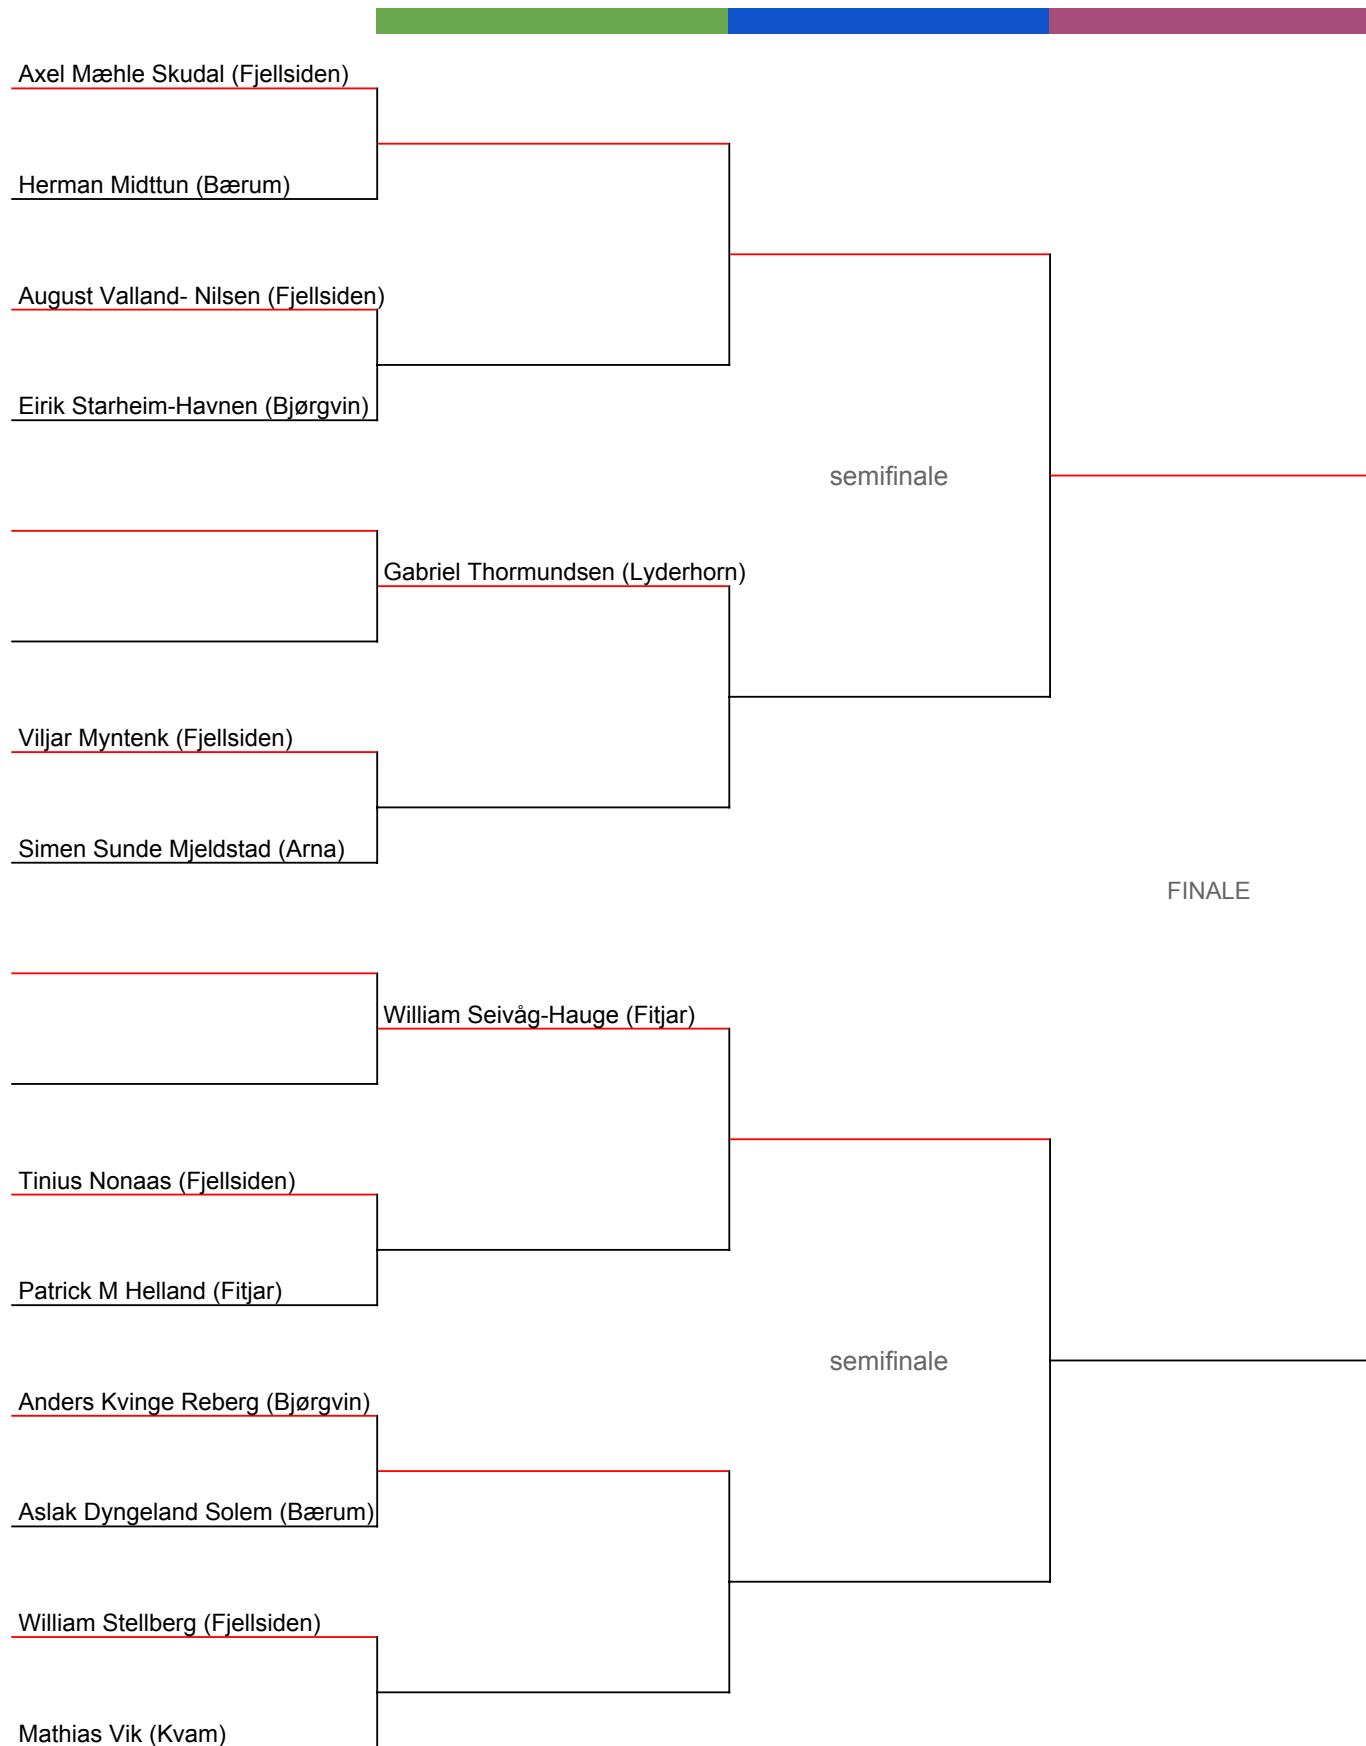 Axel Mæhle Skudal (Fjellsiden)
Herman Midttun (Bærum)
August Valland- Nilsen (Fjellsiden)
Eirik Starheim-Havnen (Bjørgvin)
semifinale
Gabriel Thormundsen (Lyderhorn)
Viljar Myntenk (Fjellsiden)
Simen Sunde Mjeldstad (Arna)
FINALE
William Seivåg-Hauge (Fitjar)
Tinius Nonaas (Fjellsiden)
Patrick M Helland (Fitjar)
semifinale
Anders Kvinge Reberg (Bjørgvin)
Aslak Dyngeland Solem (Bærum)
William Stellberg (Fjellsiden)
Mathias Vik (Kvam)